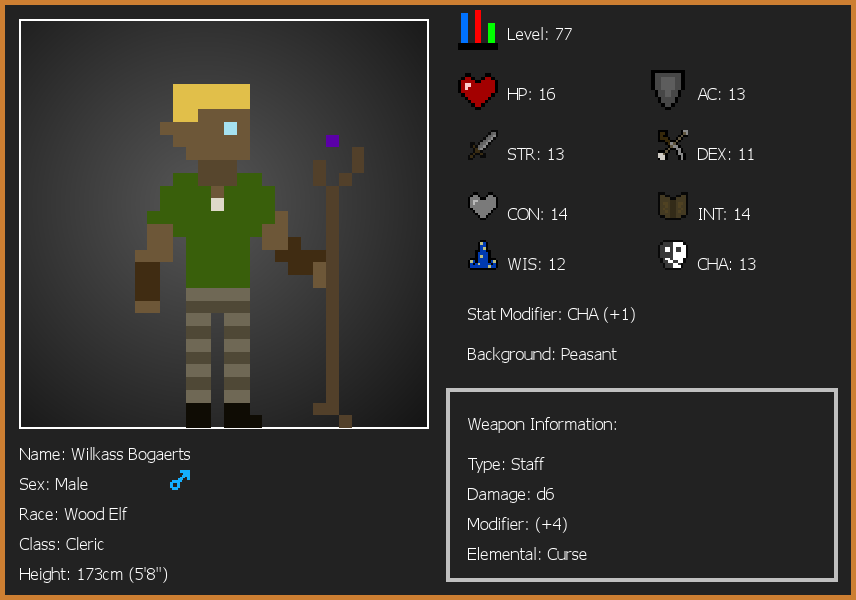 Level: 77
HP: 16
AC: 13
STR: 13
DEX: 11
CON: 14
INT: 14
WIS: 12
CHA: 13
Stat Modifier: CHA (+1)
Background: Peasant
Weapon Information:
Type: Staff
Damage: d6
Modifier: (+4)
Elemental: Curse
Name: Wilkass Bogaerts
Sex: Male
Race: Wood Elf
Class: Cleric
Height: 173cm (5'8")